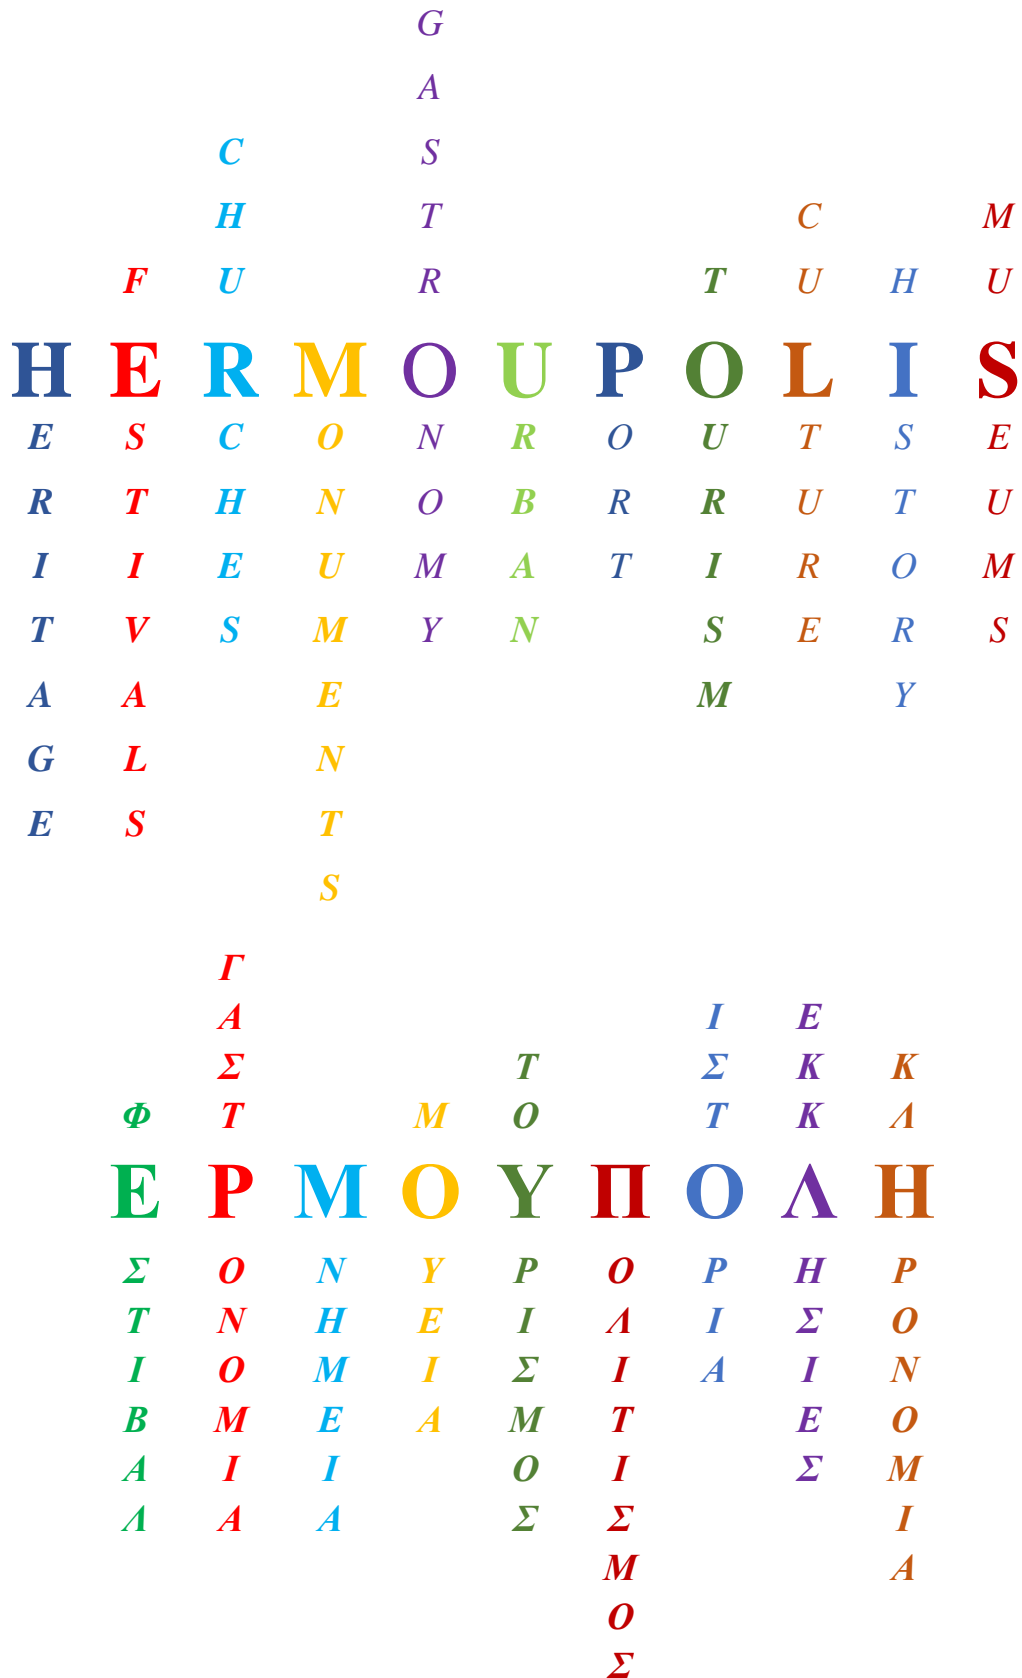 HERMOUPOLIS
HERITAGE
FESTIVALS
CHURCHES
MONUMENTS
GASTRONOMY
URBAN
PORT
TOURISM
CULTURE
HISTORY
MUSEUMS
ΕΡΜΟΥΠΟΛΗ
ΦΕΣΤΙΒΑΛ
ΓΑΣΤΡΟΝΟΜΙΑ
ΜΝΗΜΕΙΑ
ΜΟΥΕΙΑ
ΤΟΥΡΙΣΜΟΣ
ΠΟΛΙΤΙΣΜΟΣ
ΙΣΤΟΡΙΑ
ΕΚΚΛΗΣΙΕΣ
ΚΛΗΡΟΝΟΜΙΑ